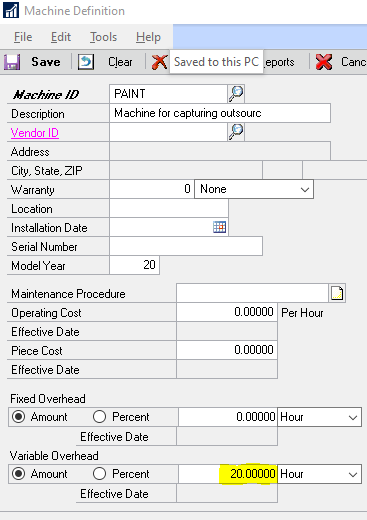 Machine Definition
File Edit Tools Help
Save Clear Saved to this PC eports Canc
Machine ID PAINT
Description Machine for capturing outsourc
Vendor ID
Address
City, State, ZIP
Warranty 0 None
Location
Installation Date
Serial Number
Model Year 20
Maintenance Procedure
Operating Cost 0.00000 Per Hour
Effective Date
Piece Cost 0.00000
Effective Date
Fixed Overhead
Amount Percent 0.00000 Hour
Effective Date
Variable Overhead
Amount Percent 20.00000 Hour
Effective Date